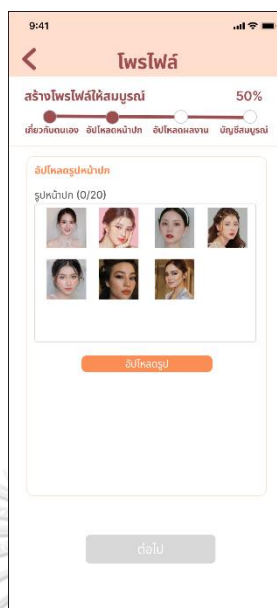 9:41
โพรไฟล์
สร้างโพรไฟล์ให้สมบูรณ์ 50%
เกี่ยวกับตนเอง อัปโหลดหน้าปก อัปโหลดผลงาน บัญชีสมบูรณ์
อัปโหลดรูปหน้าปก
รูปหน้าปก (0/20)
อัปโหลดรูป
ต่อไป